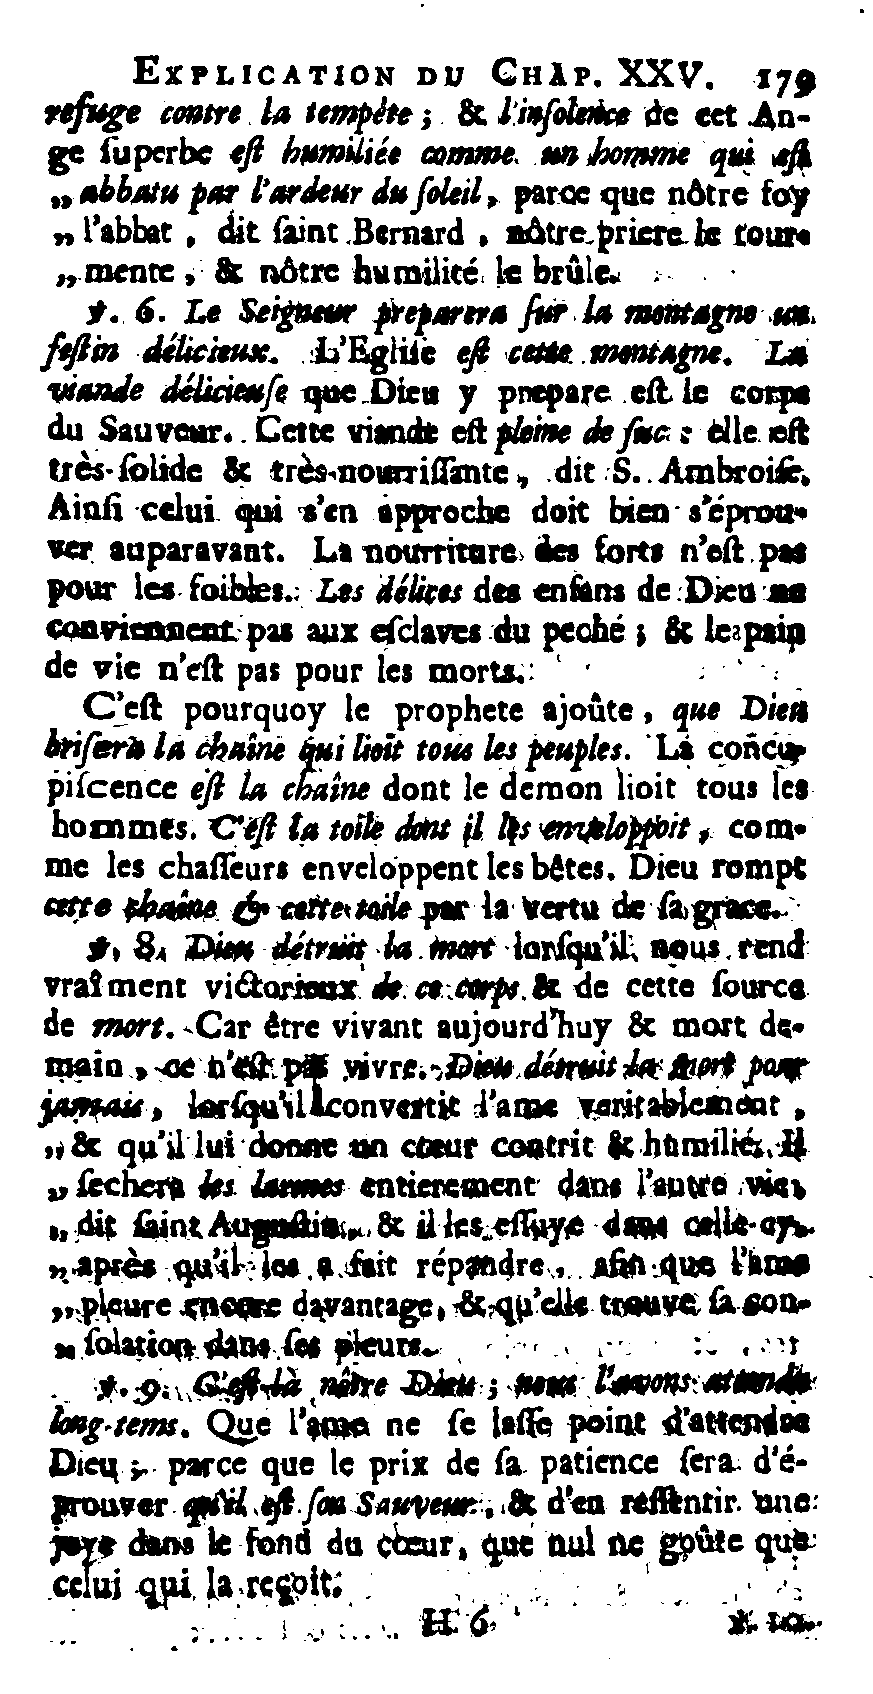 EXPLICATION DU CHAP. XXV. 179
refuge contre la tempête ; & l'inſolence de cet An-
ge ſuperbe eſt humiliée comme un homme qui eſt
„ abbatu par l'ardeur du ſoleil, parce que nôtre foy
„ l'abbat, dit ſaint Bernard, nôtre priere le tour-
„ mente, & nôtre humilité le brûle.
℣. 6. Le Seigneur preparera ſur la montagne un
feſtin délicieux. L'Egliſe eſt cette montagne. La
viande délicieuſe que Dieu y prepare eſt le corps
du Sauveur. Cette viande eſt pleine de ſuc : elle eſt
très-ſolide & très-nourriſſante, dit S. Ambroiſe.
Ainſi celui qui s'en approche doit bien s'éprou-
ver auparavant. La nourriture des forts n'eſt pas
pour les foibles. Les délices des enfans de Dieu ne
conviennent pas aux eſclaves du peché ; & le pain
de vie n'eſt pas pour les morts.
C'eſt pourquoy le prophete ajoûte, que Dieu
briſera la chaîne qui lioit tous les peuples. La concu-
piſcence eſt la chaîne dont le demon lioit tous les
hommes. C'eſt la toile dont il les enveloppoit, com-
me les chaſſeurs enveloppent les bêtes. Dieu rompt
cette chaîne & cette toile par la vertu de ſa grace.
℣. 8. Dieu détruit la mort lorſqu'il nous rend
vraîment victorieux de ce corps & de cette ſource
de mort. Car être vivant aujourd'huy & mort de-
main, ce n'eſt pas vivre. Dieu détruit la mort pour
jamais, lorſqu'il convertit l'ame veritablement,
„ & qu'il lui donne un cœur contrit & humilié. Il
„ ſechera les larmes entierement dans l'autre vie,
„ dit ſaint Auguſtin, & il les eſſuye dans celle-cy,
„ après qu'il les a fait répandre, afin que l'ame
„ pleure encore davantage, & qu'elle trouve ſa con-
„ ſolation dans ſes pleurs.
℣. 9. C'eſt-là nôtre Dieu ; nous l'avons attendu
long-tems. Que l'ame ne ſe laſſe point d'attendre
Dieu ; parce que le prix de ſa patience ſera d'é-
prouver qu'il eſt ſon Sauveur, & d'en reſſentir une
joye dans le fond du cœur, que nul ne goûte que
celui qui la reçoit.
H 6 ℣. 10.